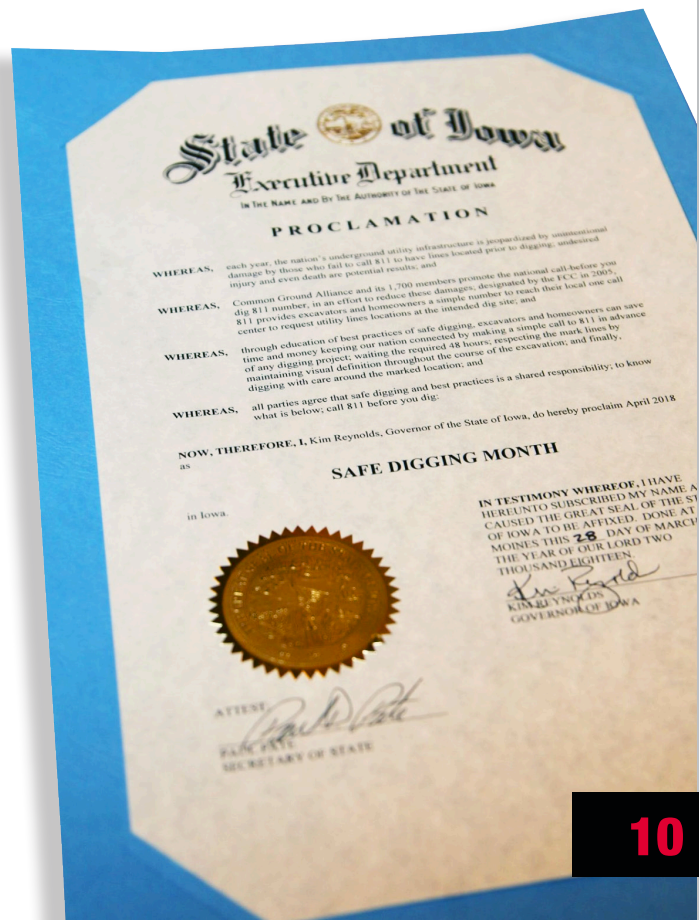 State of Iowa
Executive Department
IN THE NAME AND BY THE AUTHORITY OF THE STATE OF IOWA
PROCLAMATION
WHEREAS, each year, the nation's underground utility infrastructure is jeopardized by unintentional
damage by those who fail to call 811 to have lines located prior to digging, undesired
injury and even death are potential results; and
WHEREAS, Common Ground Alliance and its 1,700 members promote the national call-before you
dig 811 number, in an effort to reduce these damages, designated by the FCC in 2005,
811 provides excavators and homeowners a simple number to reach their local one call
center to request utility lines locations at the intended dig site; and
WHEREAS, through education of best practices of safe digging, excavators and homeowners can save
time and money keeping our nation connected by making a simple call to 811 in advance
of any digging project; waiting the required 48 hours; respecting the mark lines by
maintaining visual definition throughout the course of the excavation; and finally,
digging with care around the marked location; and
WHEREAS, all parties agree that safe digging and best practices is a shared responsibility; to know
what is below; call 811 before you dig:
NOW, THEREFORE, I, Kim Reynolds, Governor of the State of Iowa, do hereby proclaim April 2018
as
SAFE DIGGING MONTH
in Iowa.
IN TESTIMONY WHEREOF, I HAVE
HEREUNTO SUBSCRIBED MY NAME A
CAUSED THE GREAT SEAL OF THE ST
OF IOWA TO BE AFFIXED. DONE AT
MOINES THIS 28 DAY OF MARC
THE YEAR OF OUR LORD TWO
THOUSAND EIGHTEEN.
Kim Reynolds
KIM REYNOLDS
GOVERNOR OF IOWA
ATTEST:
Paul D Pate
PAUL PATE
SECRETARY OF STATE
10